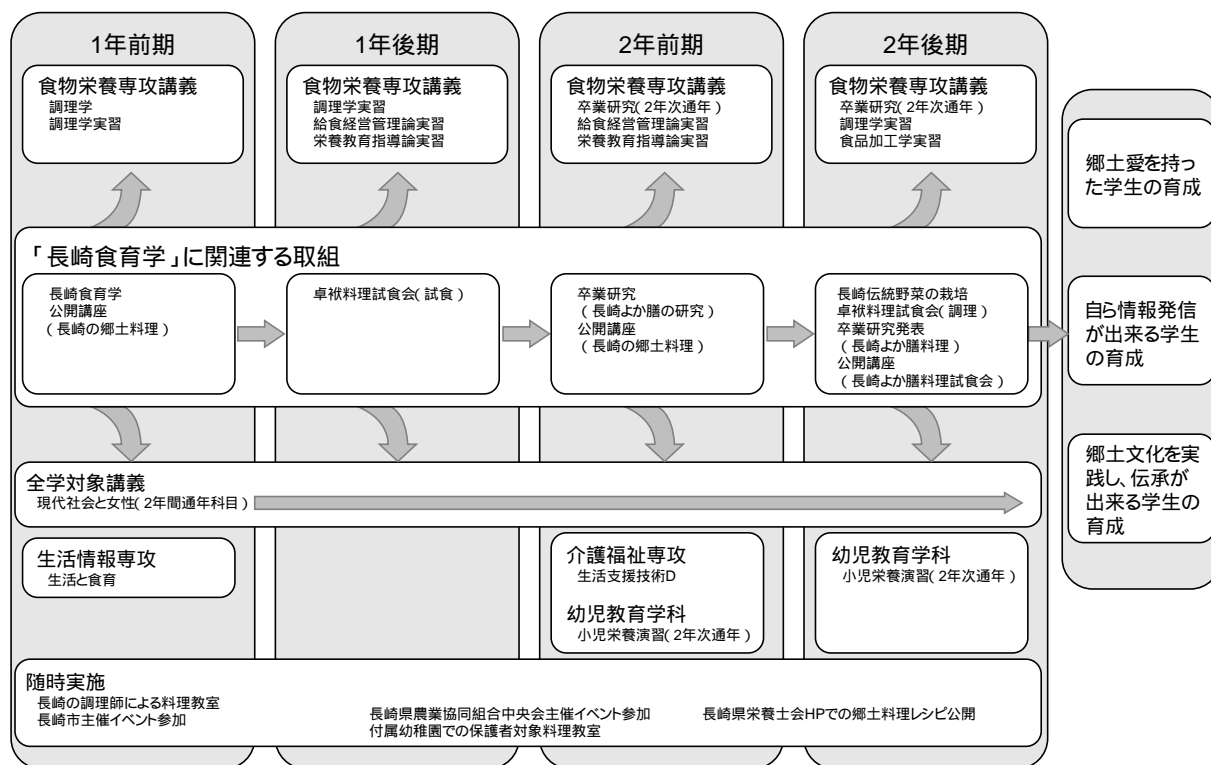 1年前期
1年後期
2年前期
2年後期
食物栄養専攻講義
調理学
調理学実習
食物栄養専攻講義
調理学実習
給食経営管理論実習
栄養教育指導論実習
食物栄養専攻講義
卒業研究(2年次通年)
給食経営管理論実習
栄養教育指導論実習
食物栄養専攻講義
卒業研究(2年次通年)
調理学実習
食品加工学実習
「長崎食育学」に関連する取組
長崎食育学
公開講座
(長崎の郷土料理)
卓袱料理試食会(試食)
卒業研究
(長崎よか膳の研究)
公開講座
(長崎の郷土料理)
長崎伝統野菜の栽培
卓袱料理試食会(調理)
卒業研究発表
(長崎よか膳料理)
公開講座
(長崎よか膳料理試食会)
全学対象講義
現代社会と女性(2年間通年科目)
生活情報専攻
生活と食育
介護福祉専攻
生活支援技術D
幼児教育学科
小児栄養演習(2年次通年)
幼児教育学科
小児栄養演習(2年次通年)
随時実施
長崎の調理師による料理教室
長崎市主催イベント参加
長崎県農業協同組合中央会主催イベント参加
付属幼稚園での保護者対象料理教室
長崎県栄養士会HPでの郷土料理レシピ公開
郷土愛を持っ
た学生の育成
自ら情報発信
が出来る学生
の育成
郷土文化を実
践し、伝承が
出来る学生の
育成